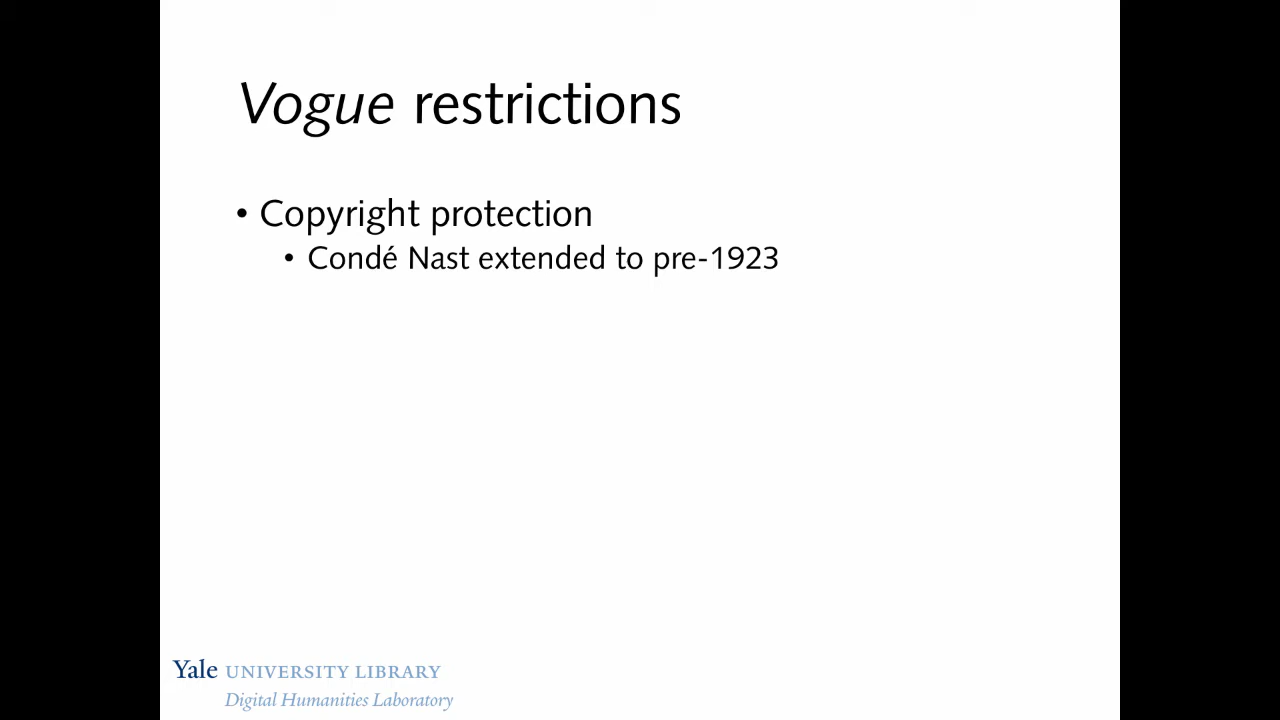 Vogue restrictions
• Copyright protection
• Condé Nast extended to pre-1923
Yale UNIVERSITY LIBRARY
Digital Humanities Laboratory